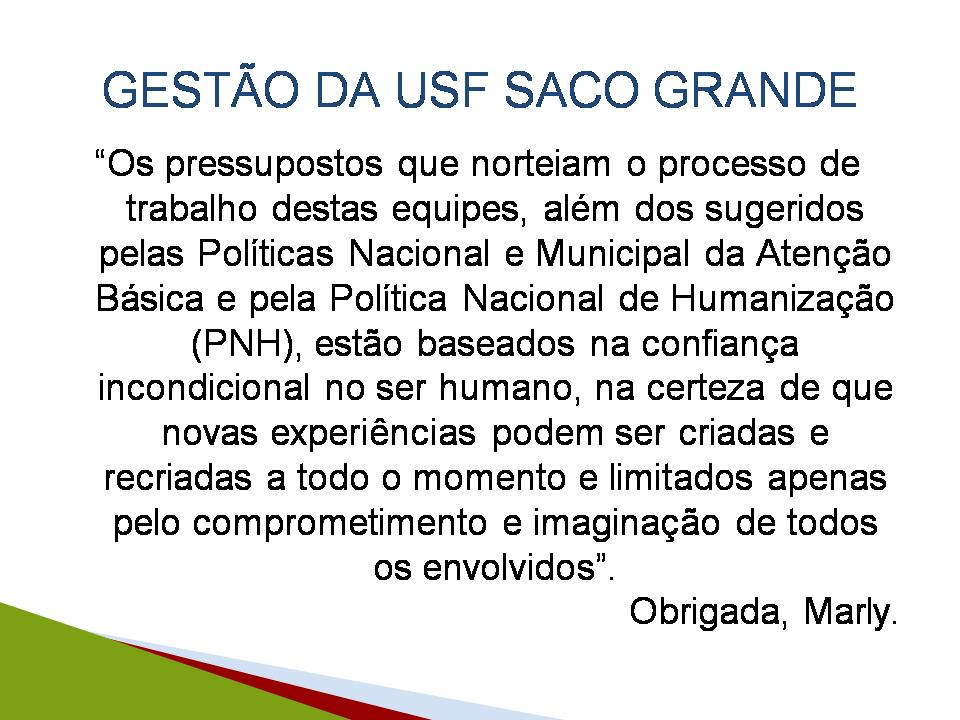 GESTÃO DA USF SACO GRANDE
“Os pressupostos que norteiam o processo de
trabalho destas equipes, além dos sugeridos
pelas Políticas Nacional e Municipal da Atenção
Básica e pela Política Nacional de Humanização
(PNH), estão baseados na confiança
incondicional no ser humano, na certeza de que
novas experiências podem ser criadas e
recriadas a todo o momento e limitados apenas
pelo comprometimento e imaginação de todos
os envolvidos”.
Obrigada, Marly.